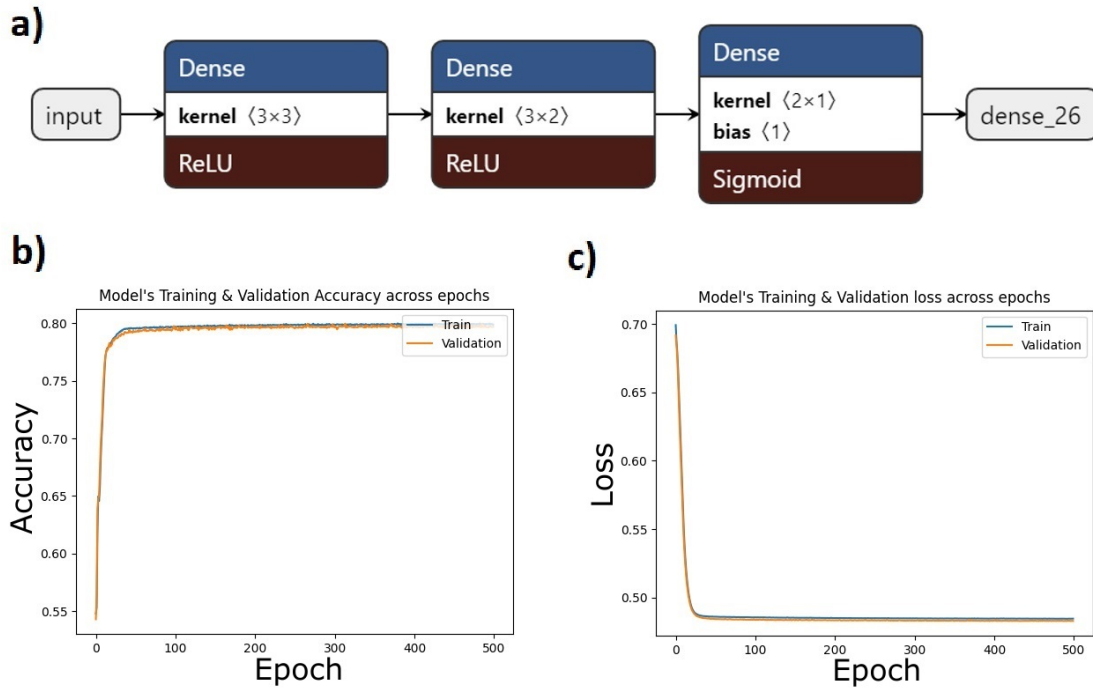 a)
input
Dense
kernel ⟨3×3⟩
ReLU
Dense
kernel ⟨3×2⟩
ReLU
Dense
kernel ⟨2×1⟩
bias ⟨1⟩
Sigmoid
dense_26
b)
Model's Training & Validation Accuracy across epochs
Accuracy
0.80
0.75
0.70
0.65
0.60
0.55
Train
Validation
0
100
200
300
400
500
Epoch
c)
Model's Training & Validation loss across epochs
Loss
0.70
0.65
0.60
0.55
0.50
Train
Validation
0
100
200
300
400
500
Epoch